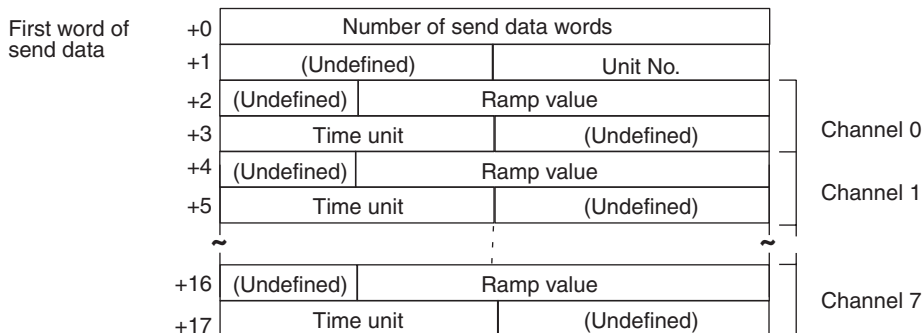 First word of
send data
+0 Number of send data words
+1 (Undefined) Unit No.
+2 (Undefined) Ramp value
+3 Time unit (Undefined)
Channel 0
+4 (Undefined) Ramp value
+5 Time unit (Undefined)
Channel 1
~ ~
+16 (Undefined) Ramp value
+17 Time unit (Undefined)
Channel 7